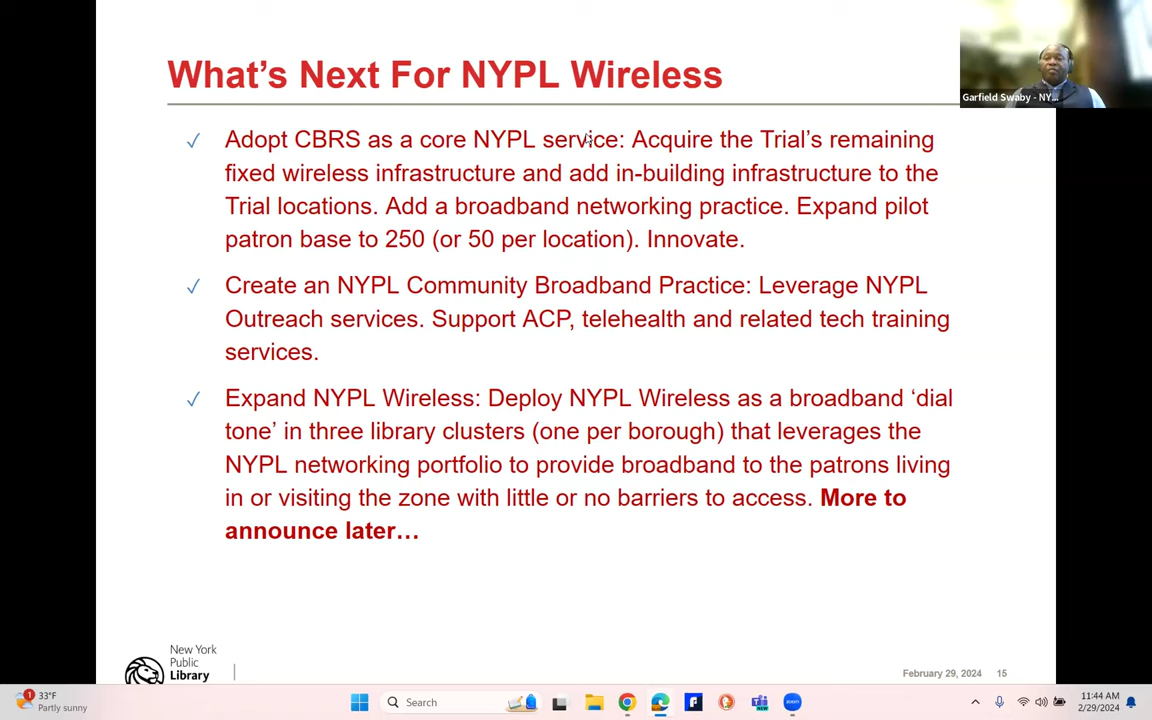 What's Next For NYPL Wireless
Garfield Swaby - NY...
✓ Adopt CBRS as a core NYPL service: Acquire the Trial's remaining
fixed wireless infrastructure and add in-building infrastructure to the
Trial locations. Add a broadband networking practice. Expand pilot
patron base to 250 (or 50 per location). Innovate.
✓ Create an NYPL Community Broadband Practice: Leverage NYPL
Outreach services. Support ACP, telehealth and related tech training
services.
✓ Expand NYPL Wireless: Deploy NYPL Wireless as a broadband ‘dial
tone’ in three library clusters (one per borough) that leverages the
NYPL networking portfolio to provide broadband to the patrons living
in or visiting the zone with little or no barriers to access. More to
announce later…
New York
Public
Library
February 29, 2024 15
1
33°F
Partly sunny
Search
NEW
zoom
11:44 AM
2/29/2024